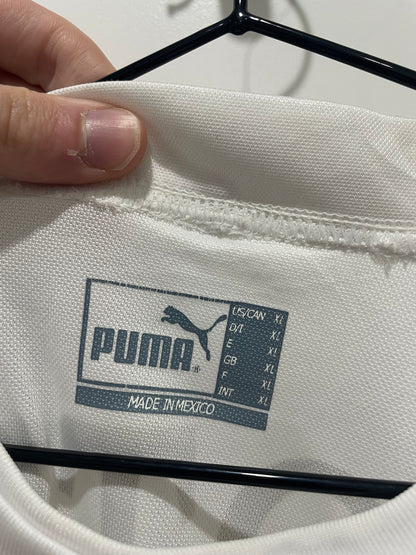 PUMA®
US/CAN XL
D/I XL
E XL
GB XL
F XL
INT XL
MADE IN MEXICO